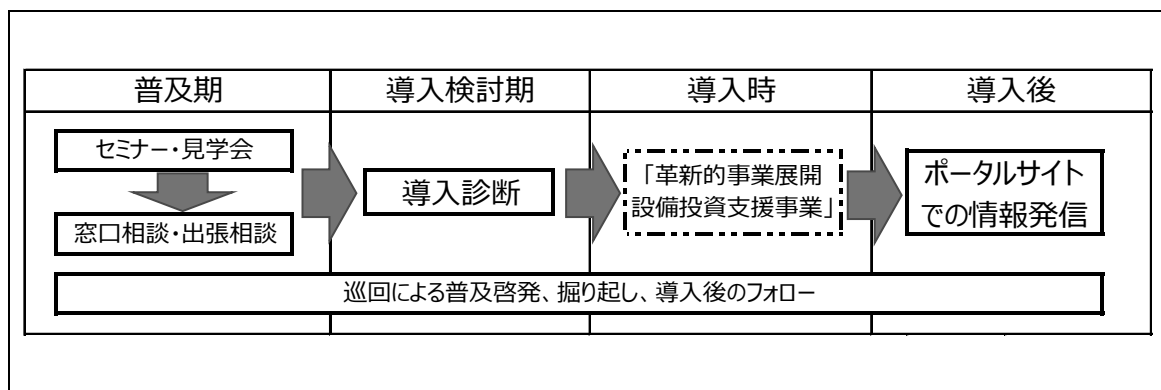 普及期
導入検討期
導入時
導入後
セミナー・見学会
窓口相談・出張相談
導入診断
「革新的事業展開
設備投資支援事業」
ポータルサイト
での情報発信
巡回による普及啓発、掘り起し、導入後のフォロー